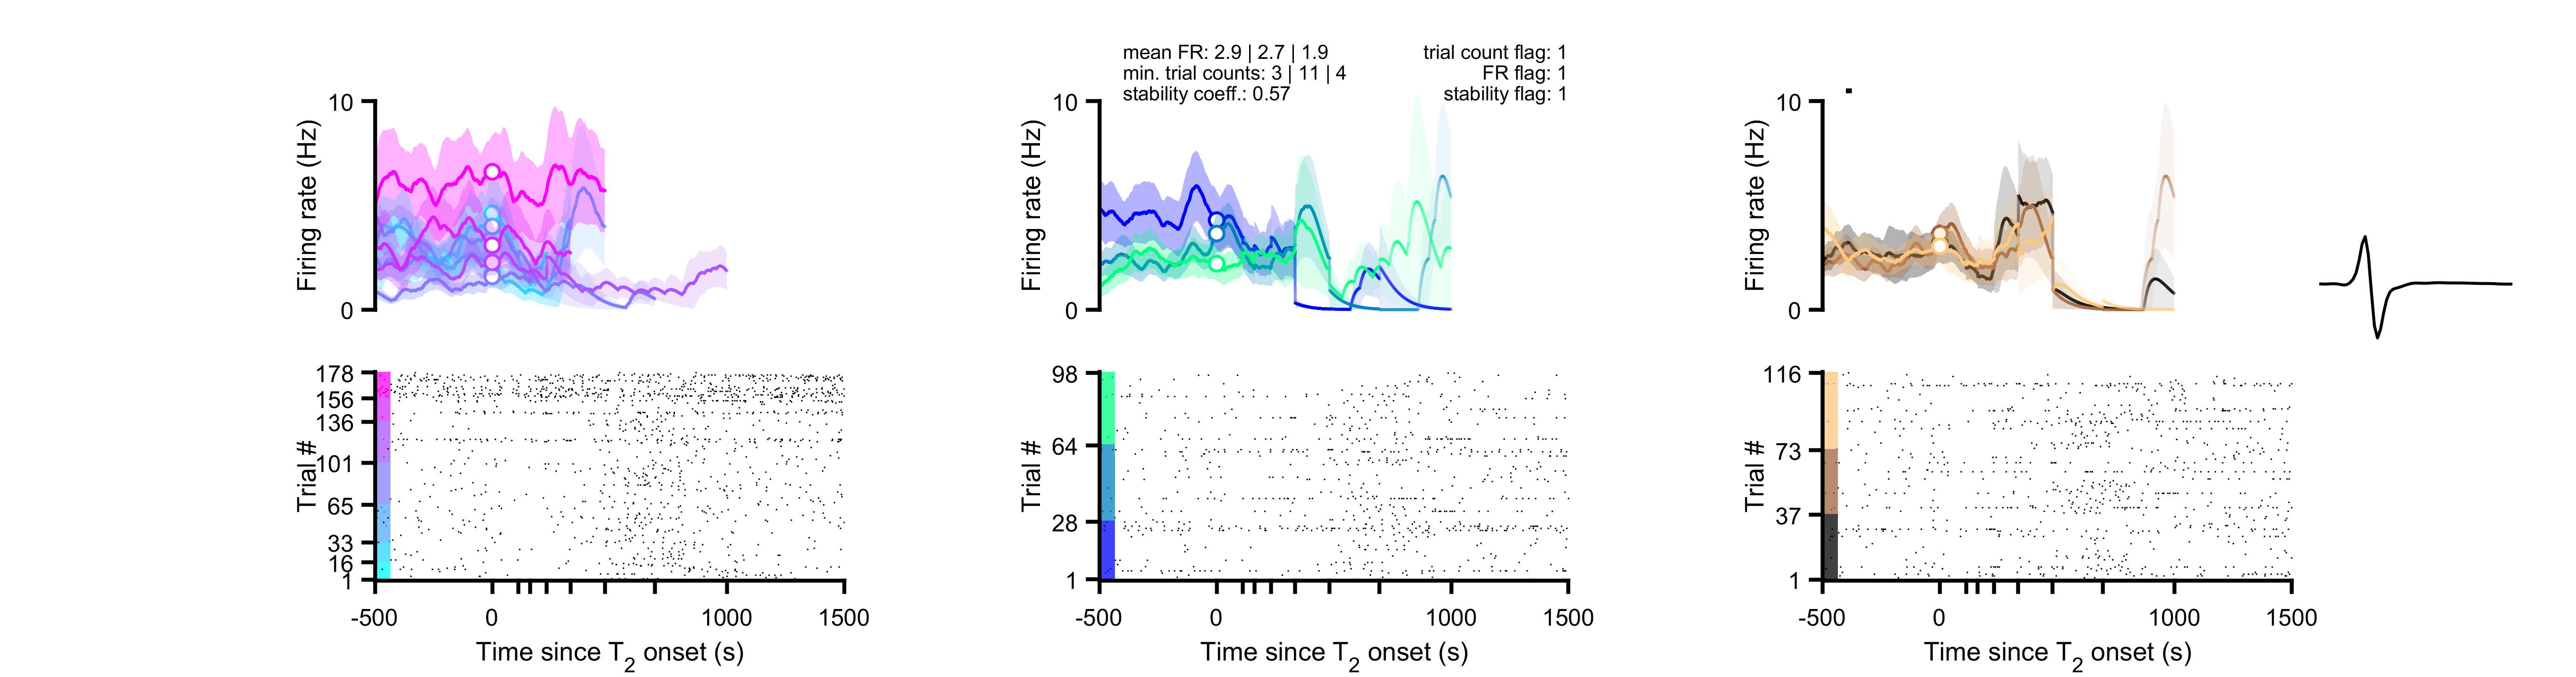 mean FR: 2.9 | 2.7 | 1.9
min. trial counts: 3 | 11 | 4
stability coeff.: 0.57
trial count flag: 1
FR flag: 1
stability flag: 1
10
Firing rate (Hz)
0
10
Firing rate (Hz)
0
10
Firing rate (Hz)
0
178
156
136
101
65
33
16
1
Trial #
-500 0 1000 1500
Time since T2 onset (s)
98
64
28
1
Trial #
-500 0 1000 1500
Time since T2 onset (s)
116
73
37
1
Trial #
-500 0 1000 1500
Time since T2 onset (s)